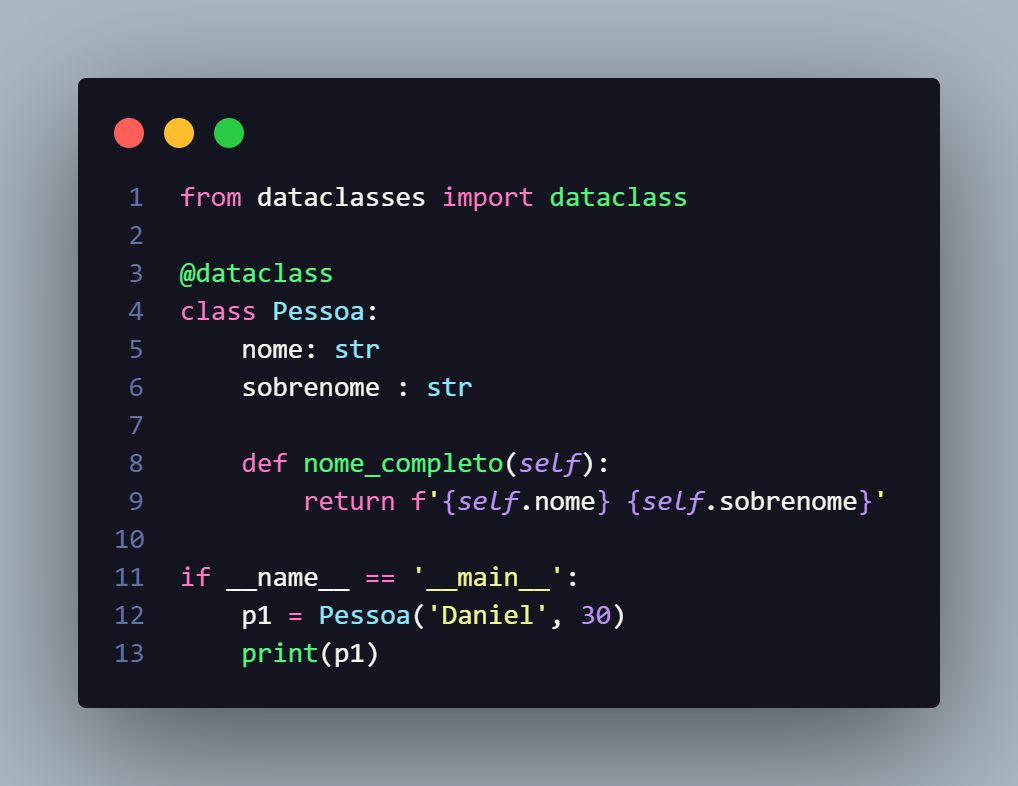 1 from dataclasses import dataclass
2
3 @dataclass
4 class Pessoa:
5     nome: str
6     sobrenome : str
7
8     def nome_completo(self):
9         return f'{self.nome} {self.sobrenome}'
10
11 if __name__ == '__main__':
12     p1 = Pessoa('Daniel', 30)
13     print(p1)